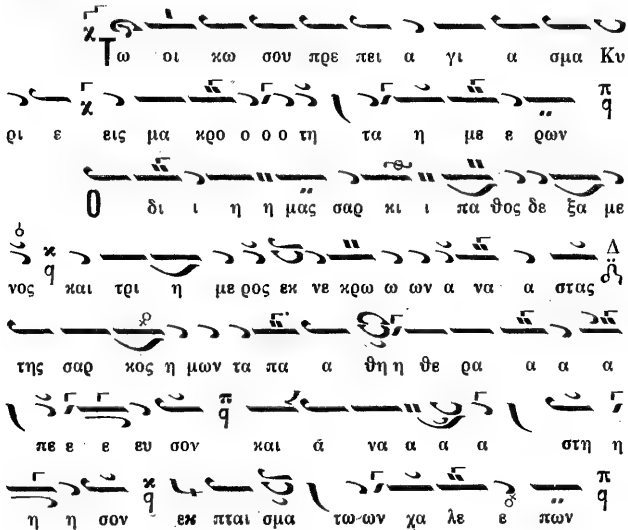 Τω οι κω σου πρε πει α γι α σμα Κυ
ρι ε εις μα κρο ο ο ο τη τα η με ε ρων
Ο δι ι η η μας σαρ κι ι πα θος δε ξα με
νος και τρι η με ρος εκ νε κρω ω ων α να α στας
της σαρ κος η μων τα πα α θη η θε ρα α α α
πε ε ε ευ σον και ά να α α α στη η
η η σον εκ πται σμα τω-ων χα λε ε πων